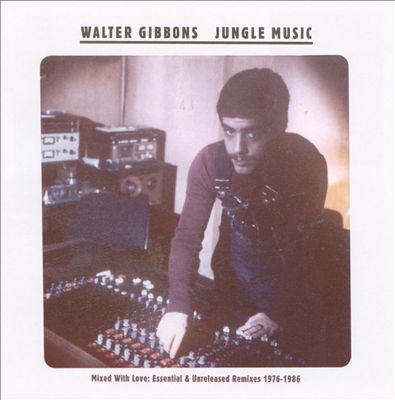 WALTER GIBBONS JUNGLE MUSIC
Mixed With Love: Essential & Unreleased Remixes 1976-1986